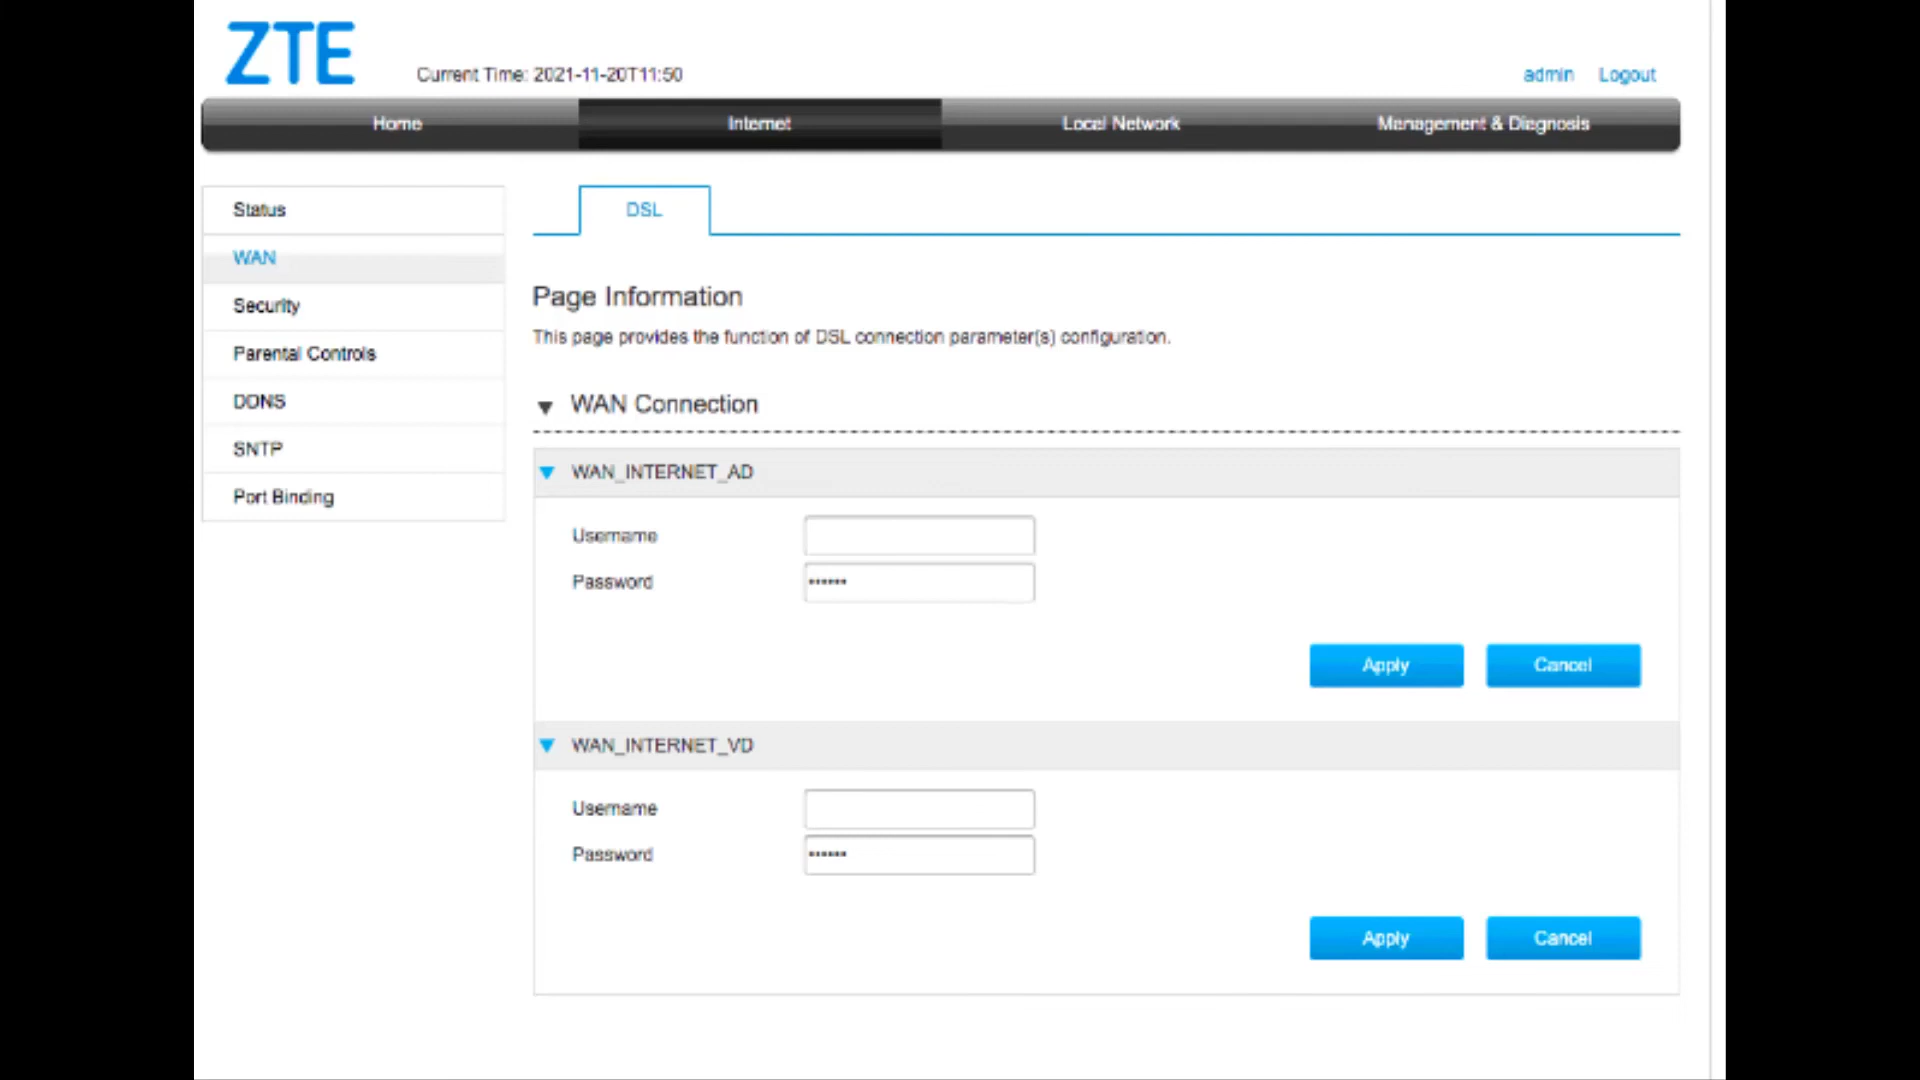 ZTE
Current Time: 2021-11-20T11:50
admin Logout
Home Internet Local Network Management & Diagnosis
Status
WAN
Security
Parental Controls
DDNS
SNTP
Port Binding
DSL
Page Information
This page provides the function of DSL connection parameter(s) configuration.
WAN Connection
WAN_INTERNET_AD
Username
Password ••••••
Apply Cancel
WAN_INTERNET_VD
Username
Password ••••••
Apply Cancel